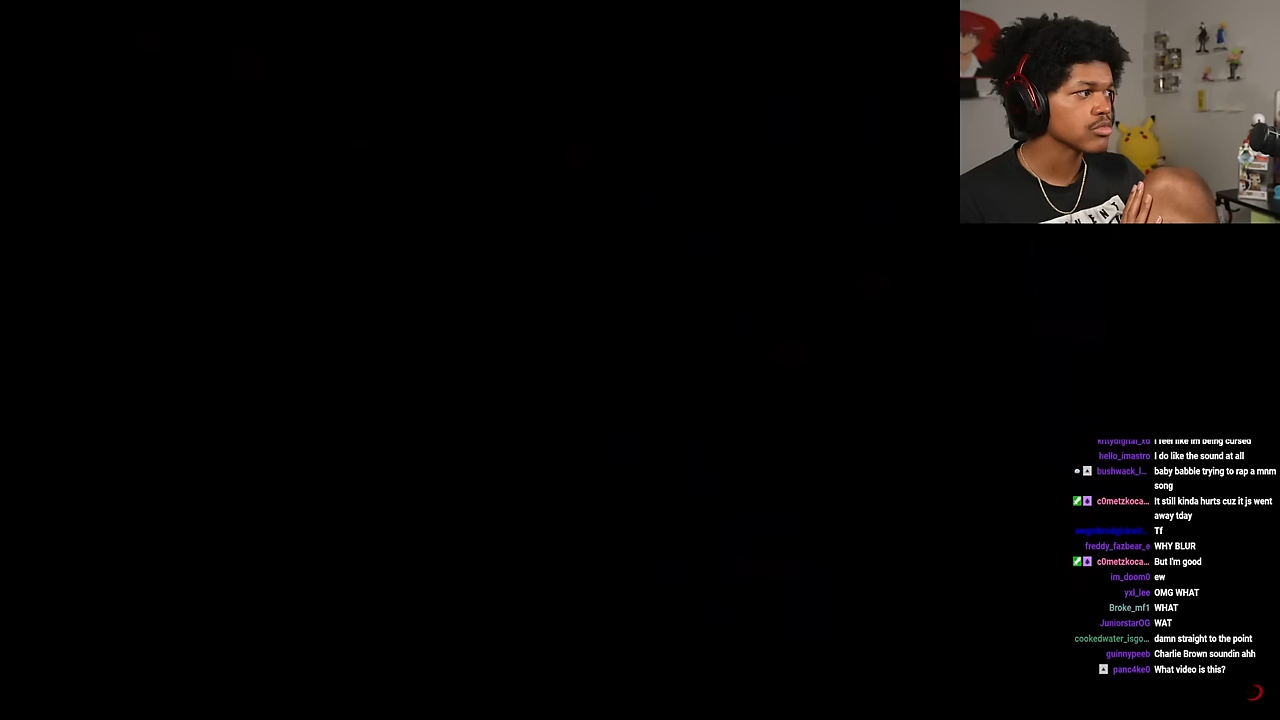 I feel like im being cursed
hello_imastro I do like the sound at all
bushwack_l... baby babble trying to rap a mnm
song
c0metzkoca... It still kinda hurts cuz it js went
away tday
Tf
freddy_fazbear_e WHY BLUR
c0metzkoca... But I'm good
im_doom0 ew
yxl_lee OMG WHAT
Broke_mf1 WHAT
JuniorstarOG WAT
cookedwater_isgo... damn straight to the point
guinnypeeb Charlie Brown soundin ahh
panc4ke0 What video is this?